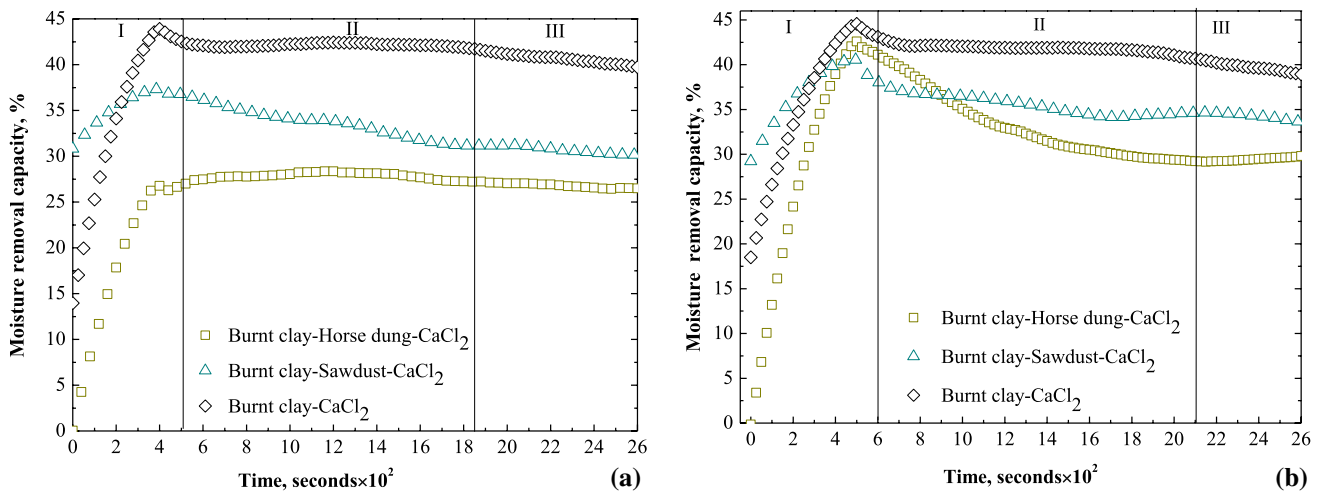 45
40
35
30
25
20
15
10
5
0
Moisture removal capacity, %
I
II
III
Burnt clay-Horse dung-CaCl2
Burnt clay-Sawdust-CaCl2
Burnt clay-CaCl2
0 2 4 6 8 10 12 14 16 18 20 22 24 26
Time, seconds×10²
(a)
45
40
35
30
25
20
15
10
5
0
Moisture removal capacity, %
I
II
III
Burnt clay-Horse dung-CaCl2
Burnt clay-Sawdust-CaCl2
Burnt clay-CaCl2
0 2 4 6 8 10 12 14 16 18 20 22 24 26
Time, seconds×10²
(b)